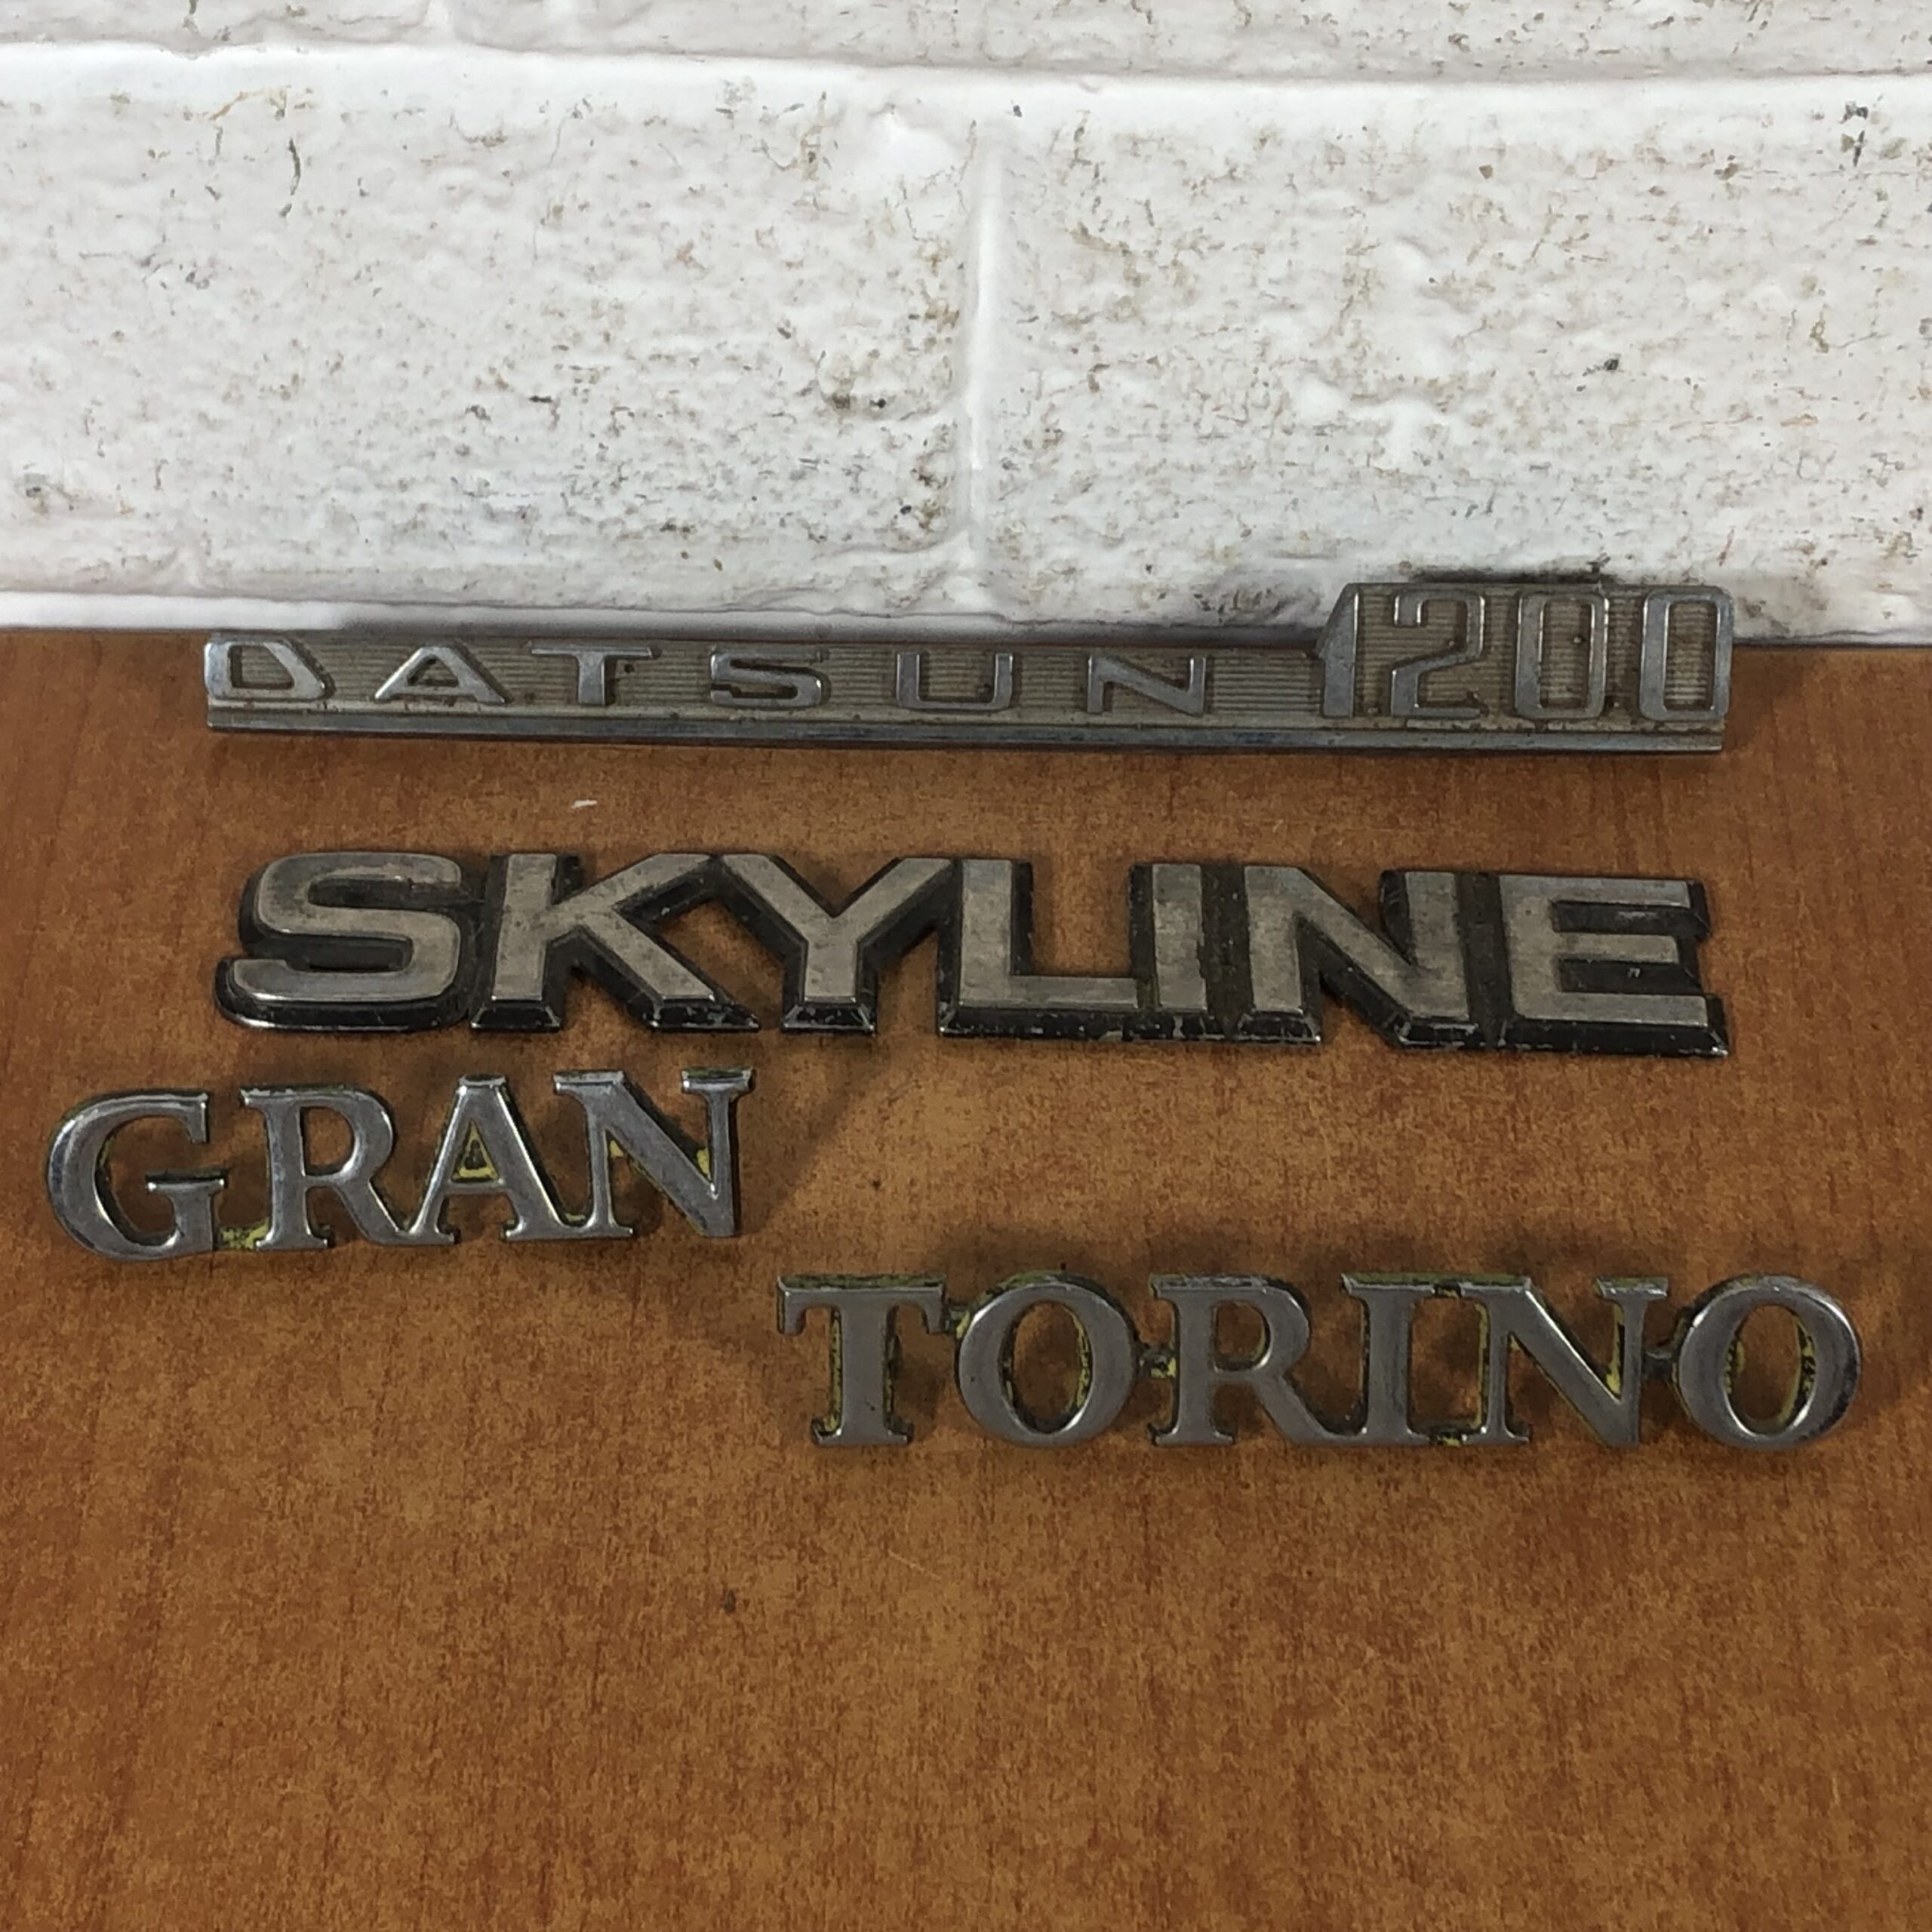 DATSUN 1200
SKYLINE
GRAN
TORINO